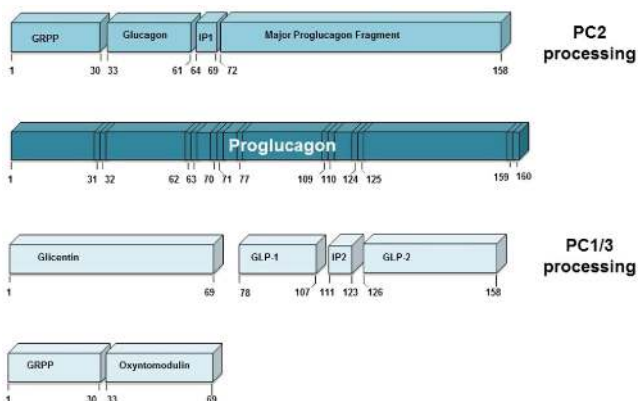 GRPP Glucagon IP1 Major Proglucagon Fragment
PC2
processing
1 30 33 61 64 69 72 158
Proglucagon
1 31 32 62 63 70 71 77 109 110 124 125 159 160
PC1/3
processing
Glicentin GLP-1 IP2 GLP-2
1 69 78 107 111 123 126 158
GRPP Oxyntomodulin
1 30 33 69